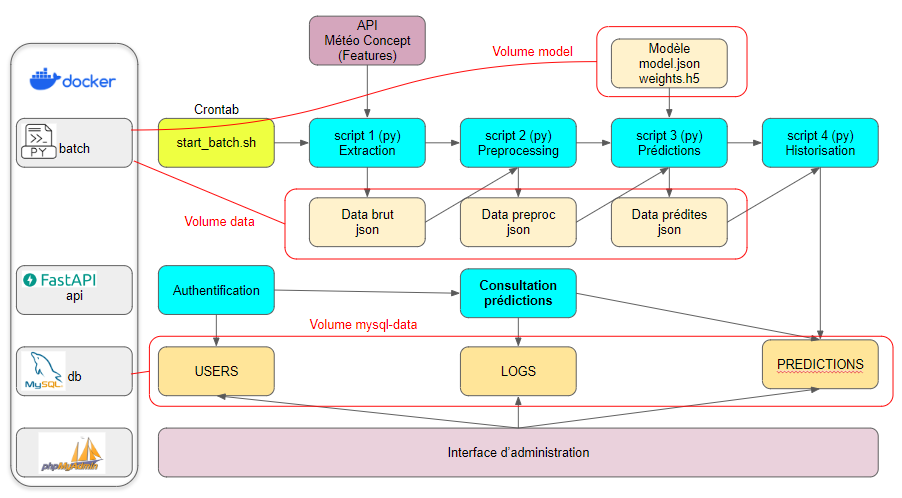 API
Météo Concept
(Features)
Volume model
Modèle
model.json
weights.h5
docker
Crontab
>>_
PY
batch
start_batch.sh
script 1 (py)
Extraction
script 2 (py)
Preprocessing
script 3 (py)
Prédictions
script 4 (py)
Historisation
Volume data
Data brut
json
Data preproc
json
Data prédites
json
FastAPI
api
Authentification
Consultation
prédictions
Volume mysql-data
MySQL
db
USERS
LOGS
PREDICTIONS
phpMyAdmin
Interface d'administration